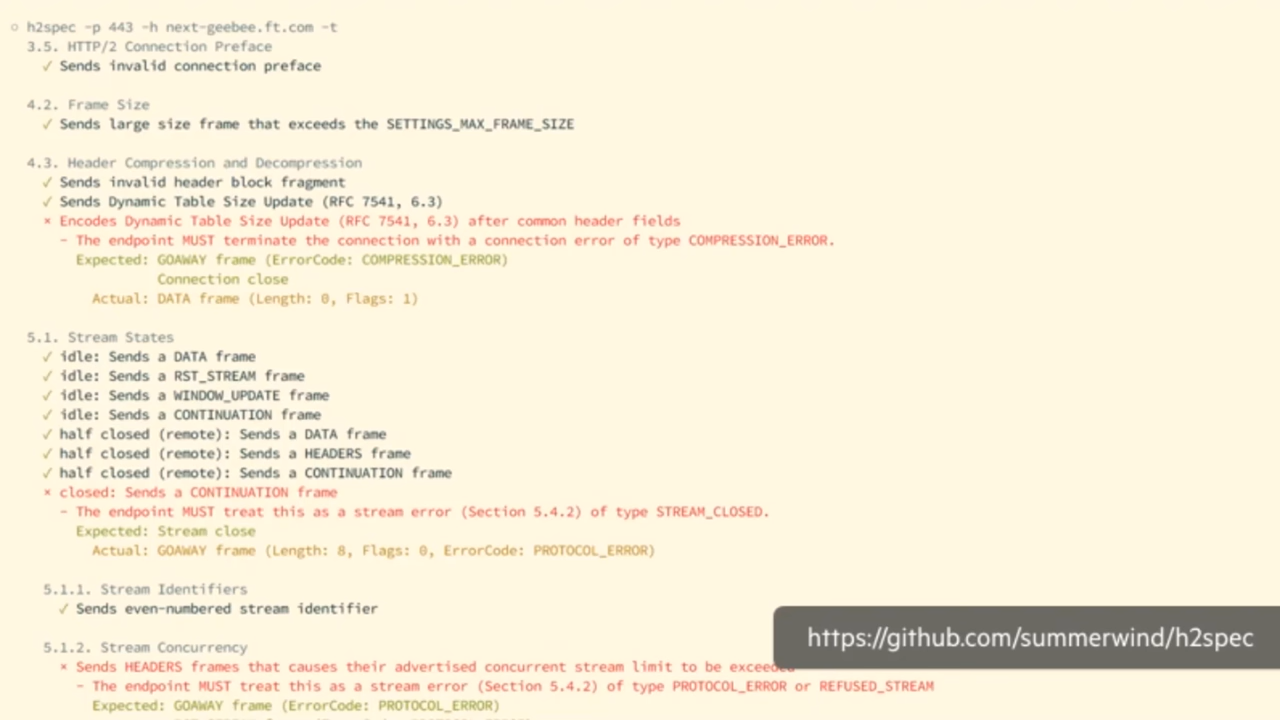 ○ h2spec -p 443 -h next-geebee.ft.com -t
3.5. HTTP/2 Connection Preface
✓ Sends invalid connection preface
4.2. Frame Size
✓ Sends large size frame that exceeds the SETTINGS_MAX_FRAME_SIZE
4.3. Header Compression and Decompression
✓ Sends invalid header block fragment
✓ Sends Dynamic Table Size Update (RFC 7541, 6.3)
× Encodes Dynamic Table Size Update (RFC 7541, 6.3) after common header fields
- The endpoint MUST terminate the connection with a connection error of type COMPRESSION_ERROR.
Expected: GOAWAY frame (ErrorCode: COMPRESSION_ERROR)
Connection close
Actual: DATA frame (Length: 0, Flags: 1)
5.1. Stream States
✓ idle: Sends a DATA frame
✓ idle: Sends a RST_STREAM frame
✓ idle: Sends a WINDOW_UPDATE frame
✓ idle: Sends a CONTINUATION frame
✓ half closed (remote): Sends a DATA frame
✓ half closed (remote): Sends a HEADERS frame
✓ half closed (remote): Sends a CONTINUATION frame
× closed: Sends a CONTINUATION frame
- The endpoint MUST treat this as a stream error (Section 5.4.2) of type STREAM_CLOSED.
Expected: Stream close
Actual: GOAWAY frame (Length: 8, Flags: 0, ErrorCode: PROTOCOL_ERROR)
5.1.1. Stream Identifiers
✓ Sends even-numbered stream identifier
5.1.2. Stream Concurrency
× Sends HEADERS frames that causes their advertised concurrent stream limit to be exceeded
- The endpoint MUST treat this as a stream error (Section 5.4.2) of type PROTOCOL_ERROR or REFUSED_STREAM
Expected: GOAWAY frame (ErrorCode: PROTOCOL_ERROR)
https://github.com/summerwind/h2spec